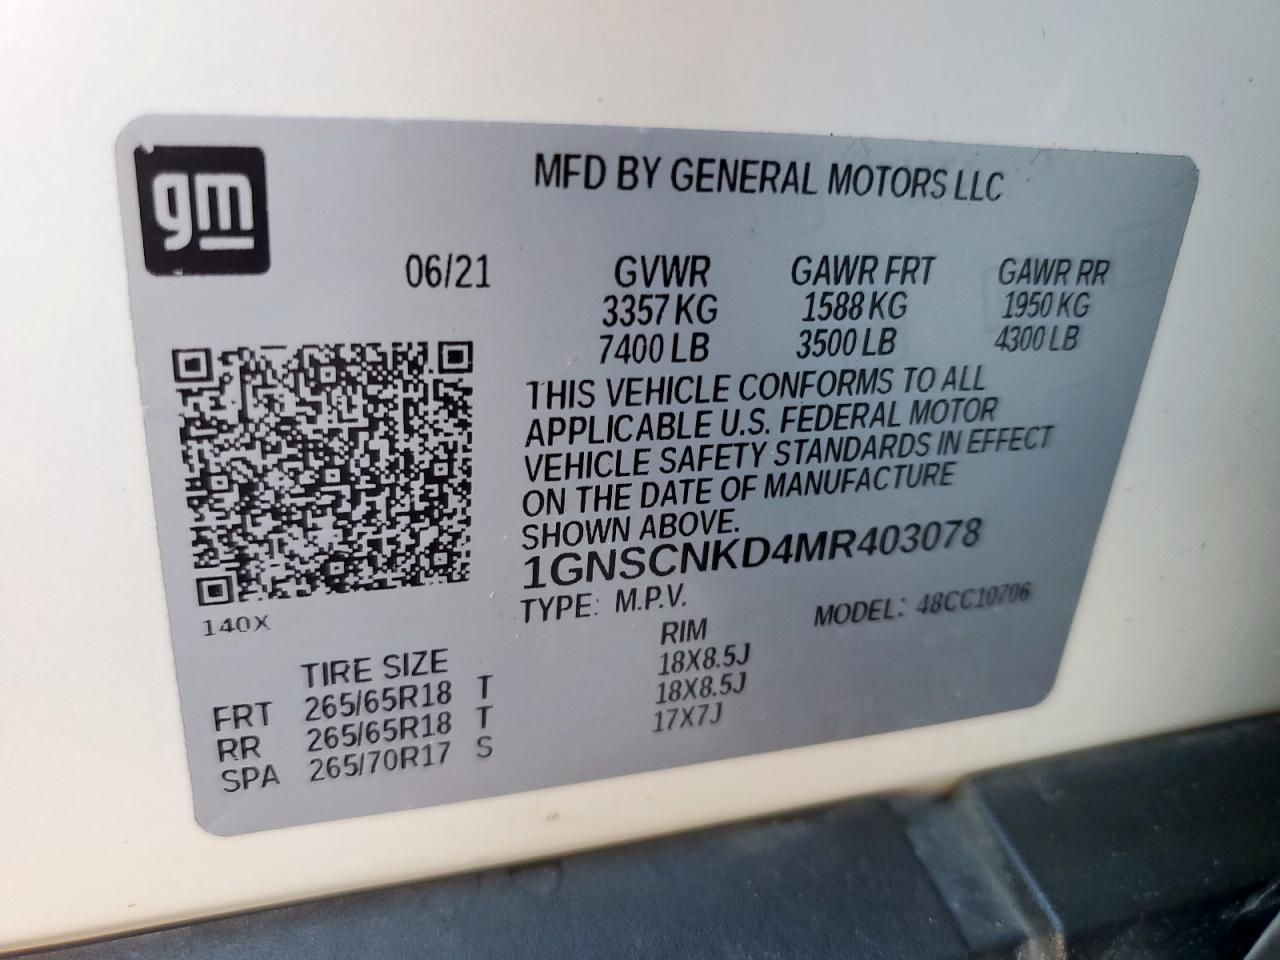 gm
MFD BY GENERAL MOTORS LLC
06/21 GVWR GAWR FRT GAWR RR
3357 KG 1588 KG 1950 KG
7400 LB 3500 LB 4300 LB
THIS VEHICLE CONFORMS TO ALL
APPLICABLE U.S. FEDERAL MOTOR
VEHICLE SAFETY STANDARDS IN EFFECT
ON THE DATE OF MANUFACTURE
SHOWN ABOVE.
1GNSCNKD4MR403078
TYPE: M.P.V. MODEL: 48CC10706
140X
TIRE SIZE RIM
FRT 265/65R18 T 18X8.5J
RR 265/65R18 T 18X8.5J
SPA 265/70R17 S 17X7J